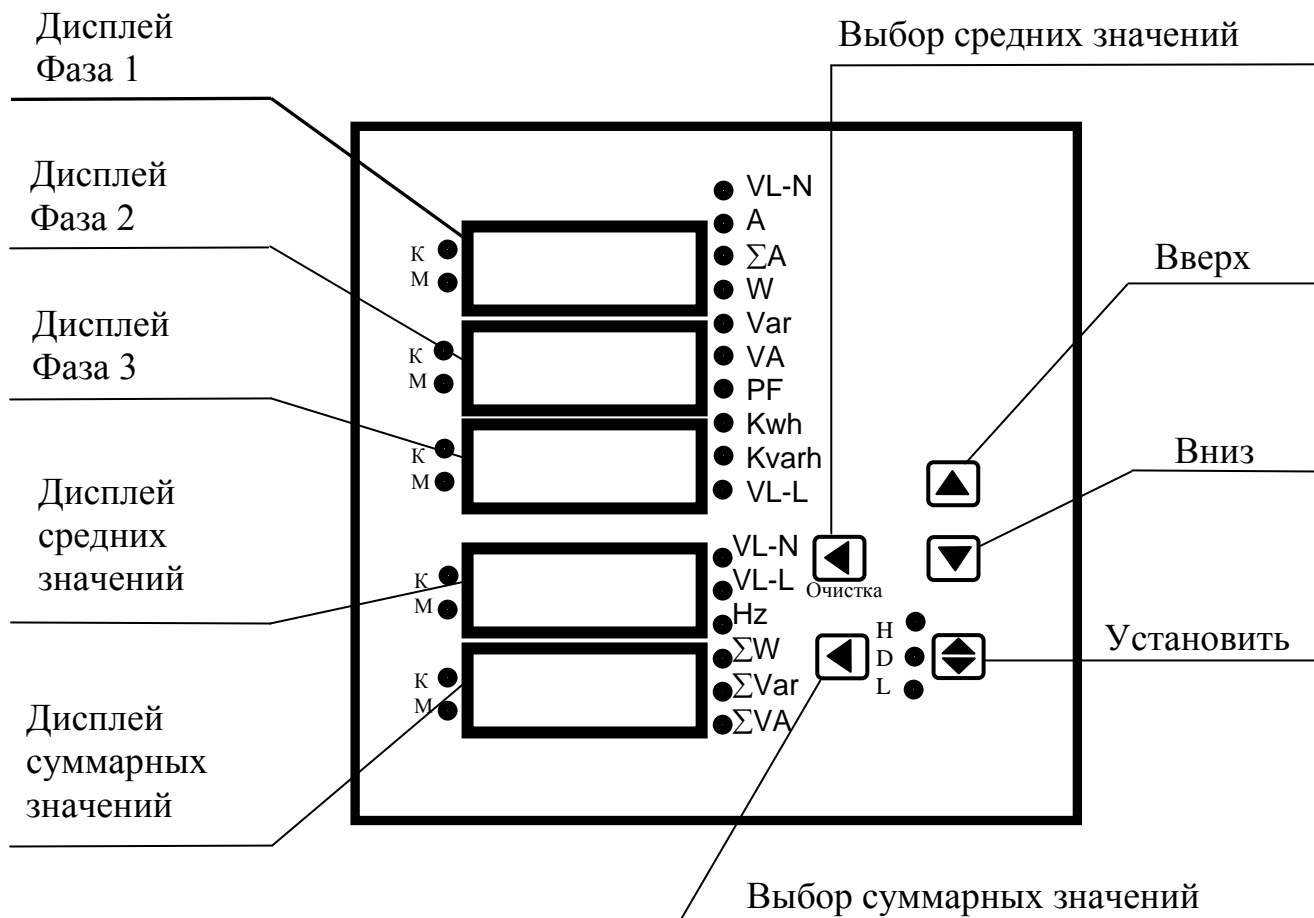 Дисплей
Фаза 1
Выбор средних значений
Дисплей
Фаза 2
Дисплей
Фаза 3
Дисплей
средних
значений
Дисплей
суммарных
значений
К
М
К
М
К
М
К
М
К
М
VL-N
A
∑A
W
Var
VA
PF
Kwh
Kvarh
VL-L
VL-N
VL-L
Hz
∑W
∑Var
∑VA
Вверх
Вниз
Очистка
H
D
L
Установить
Выбор суммарных значений